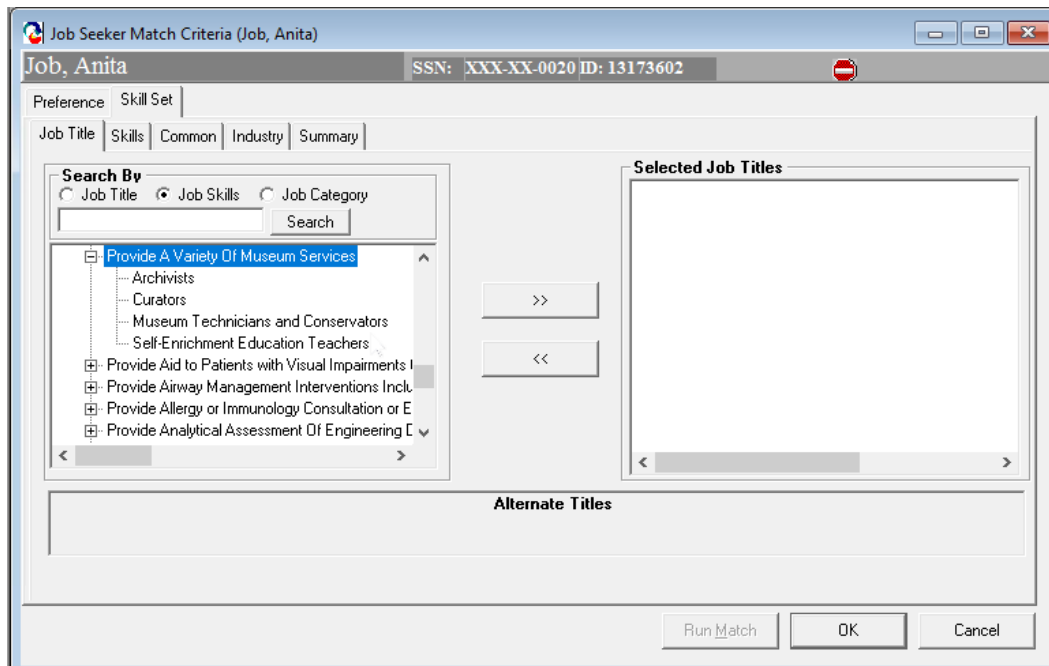 Job Seeker Match Criteria (Job, Anita)
Job, Anita SSN: XXX-XX-0020 ID: 13173602
Preference Skill Set
Job Title Skills Common Industry Summary
Search By
Job Title Job Skills Job Category
Search
Provide A Variety Of Museum Services
Archivists
Curators
Museum Technicians and Conservators
Self-Enrichment Education Teachers
Provide Aid to Patients with Visual Impairments
Provide Airway Management Interventions Inclu
Provide Allergy or Immunology Consultation or E
Provide Analytical Assessment Of Engineering D
>>
<<
Selected Job Titles
Alternate Titles
Run Match OK Cancel